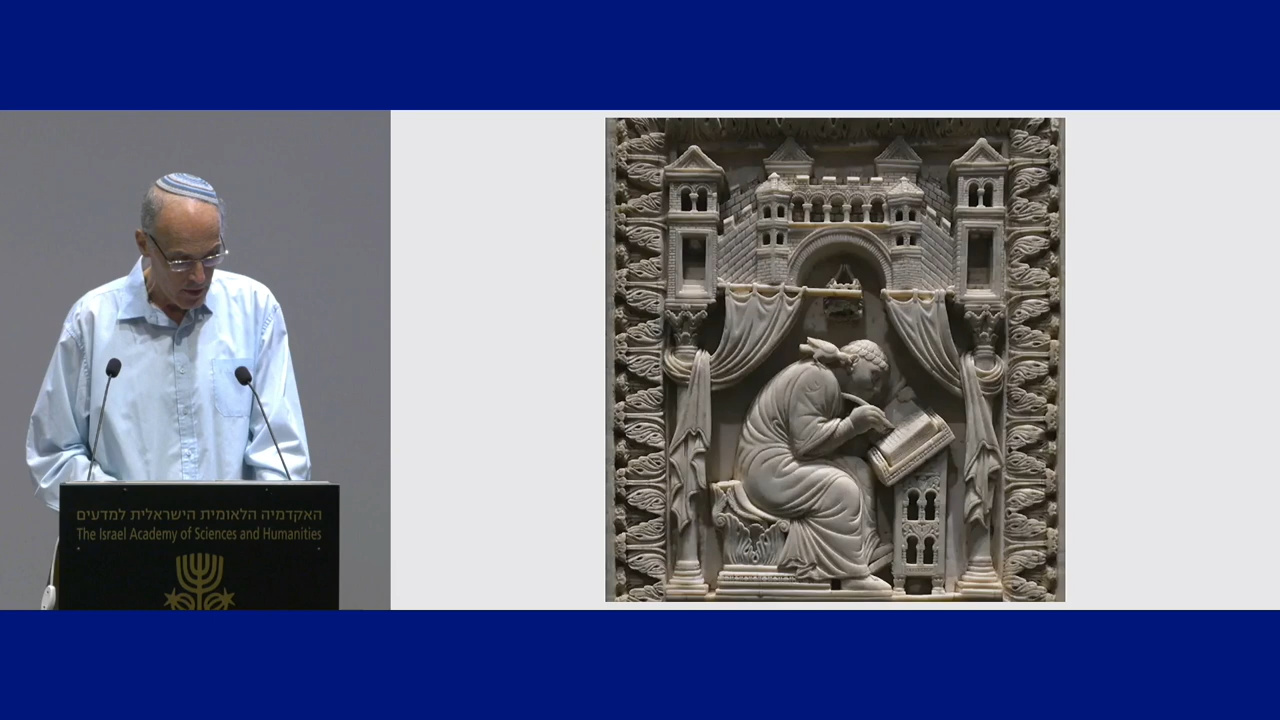 האקדמיה הלאומית הישראלית למדעים
The Israel Academy of Sciences and Humanities